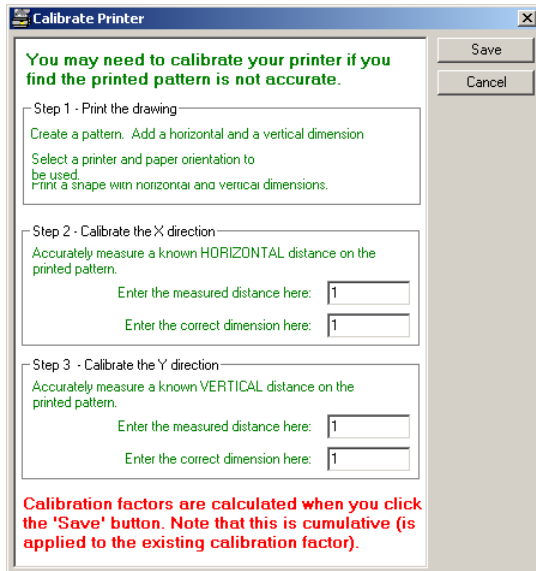 Calibrate Printer
Save
Cancel
You may need to calibrate your printer if you
find the printed pattern is not accurate.
Step 1 - Print the drawing
Create a pattern.  Add a horizontal and a vertical dimension
Select a printer and paper orientation to
be used.
Print a shape with horizontal and vertical dimensions.
Step 2 - Calibrate the X direction
Accurately measure a known HORIZONTAL distance on the
printed pattern.
Enter the measured distance here: 1
Enter the correct dimension here: 1
Step 3  - Calibrate the Y direction
Accurately measure a known VERTICAL distance on the
printed pattern.
Enter the measured distance here: 1
Enter the correct dimension here: 1
Calibration factors are calculated when you click
the 'Save' button. Note that this is cumulative (is
applied to the existing calibration factor).